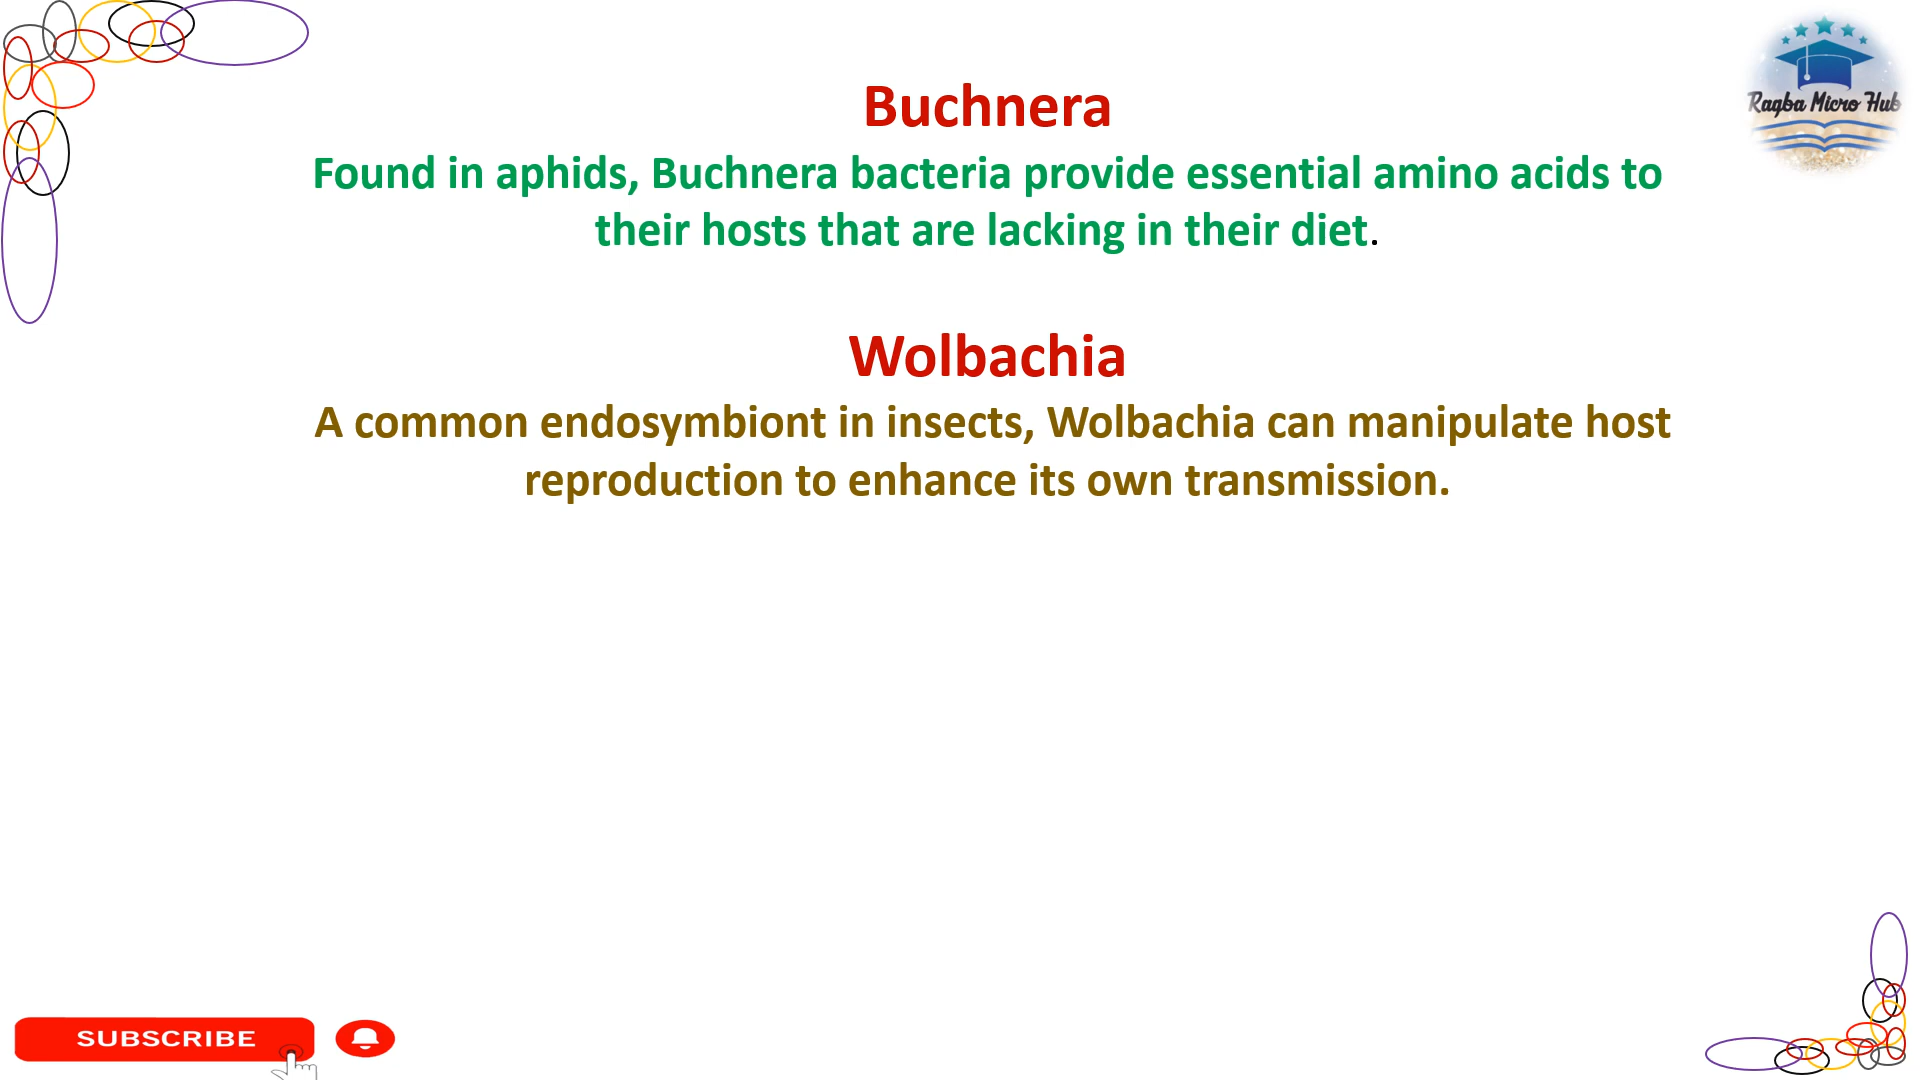 Raqba Micro Hub
Buchnera
Found in aphids, Buchnera bacteria provide essential amino acids to
their hosts that are lacking in their diet.
Wolbachia
A common endosymbiont in insects, Wolbachia can manipulate host
reproduction to enhance its own transmission.
SUBSCRIBE